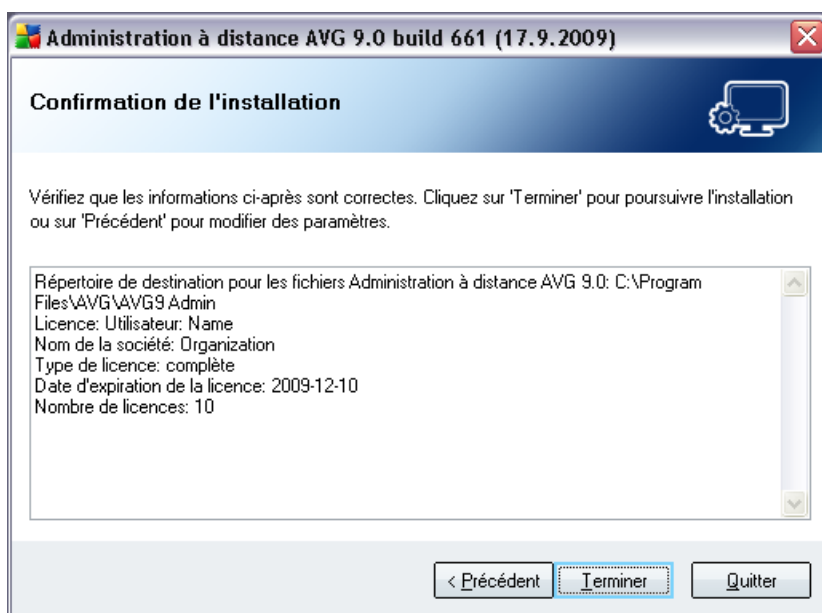 Administration à distance AVG 9.0 build 661 (17.9.2009)
Confirmation de l'installation
Vérifiez que les informations ci-après sont correctes. Cliquez sur 'Terminer' pour poursuivre l'installation
ou sur 'Précédent' pour modifier des paramètres.
Répertoire de destination pour les fichiers Administration à distance AVG 9.0: C:\Program
Files\AVG\AVG9 Admin
Licence: Utilisateur: Name
Nom de la société: Organization
Type de licence: complète
Date d'expiration de la licence: 2009-12-10
Nombre de licences: 10
< Précédent
Terminer
Quitter